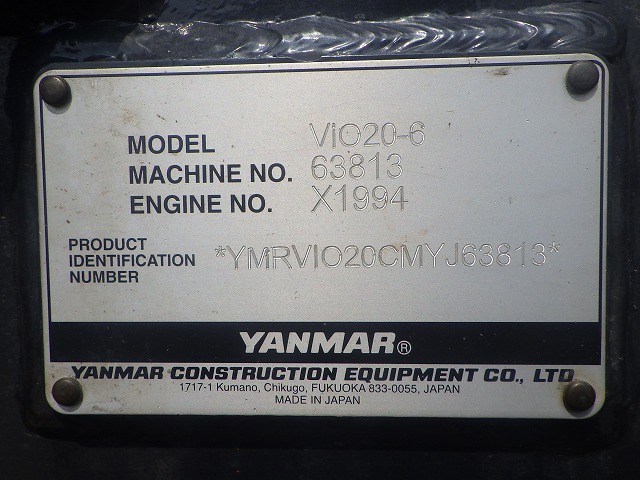 MODEL ViO20-6
MACHINE NO. 63813
ENGINE NO. X1994
PRODUCT
IDENTIFICATION
NUMBER
*YMRVIO20CMYJ63813*
YANMAR®
YANMAR CONSTRUCTION EQUIPMENT CO., LTD
1717-1 Kumano, Chikugo, FUKUOKA 833-0055, JAPAN
MADE IN JAPAN